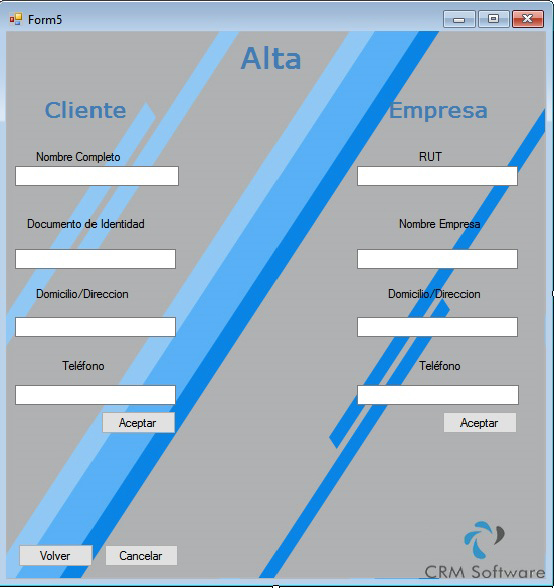 Form5
Alta
Cliente
Empresa
Nombre Completo
RUT
Documento de Identidad
Nombre Empresa
Domicilio/Direccion
Domicilio/Direccion
Teléfono
Teléfono
Aceptar
Aceptar
Volver
Cancelar
CRM Software